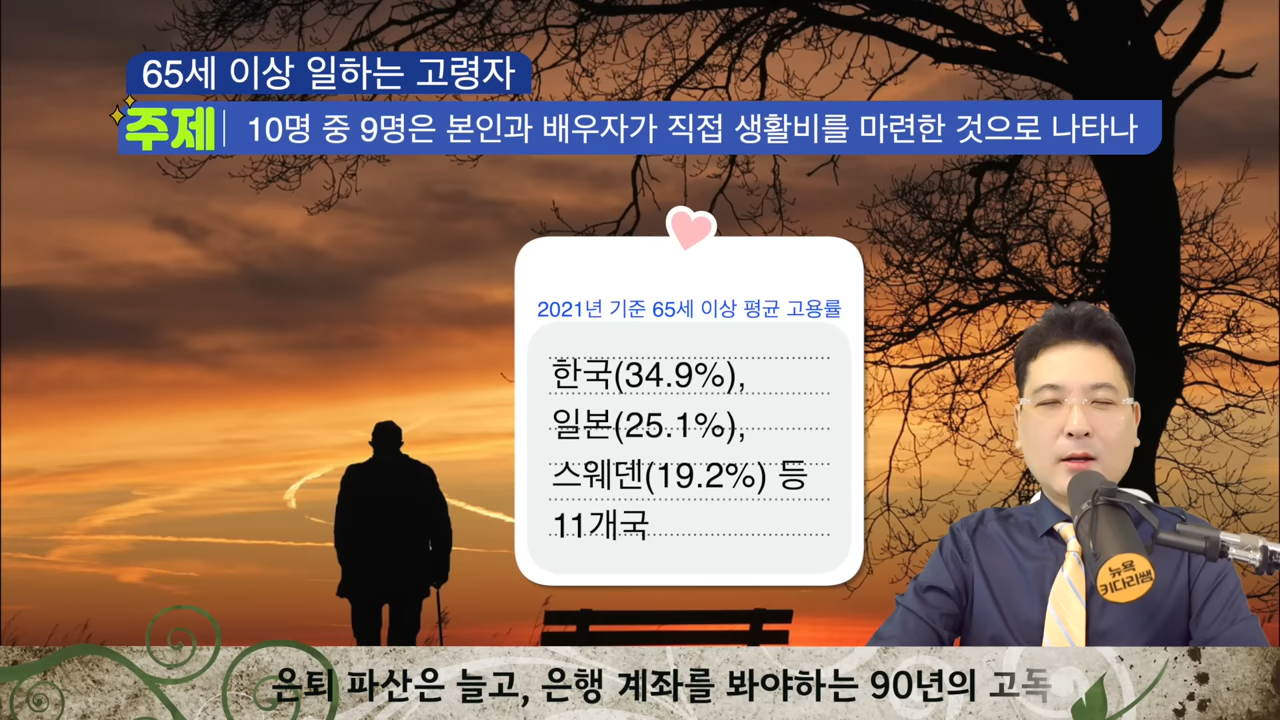 65세 이상 일하는 고령자
주제
10명 중 9명은 본인과 배우자가 직접 생활비를 마련한 것으로 나타나
2021년 기준 65세 이상 평균 고용률
한국(34.9%),
일본(25.1%),
스웨덴(19.2%) 등
11개국
뉴욕
키다리쌤
은퇴 파산은 늘고, 은행 계좌를 봐야하는 90년의 고독